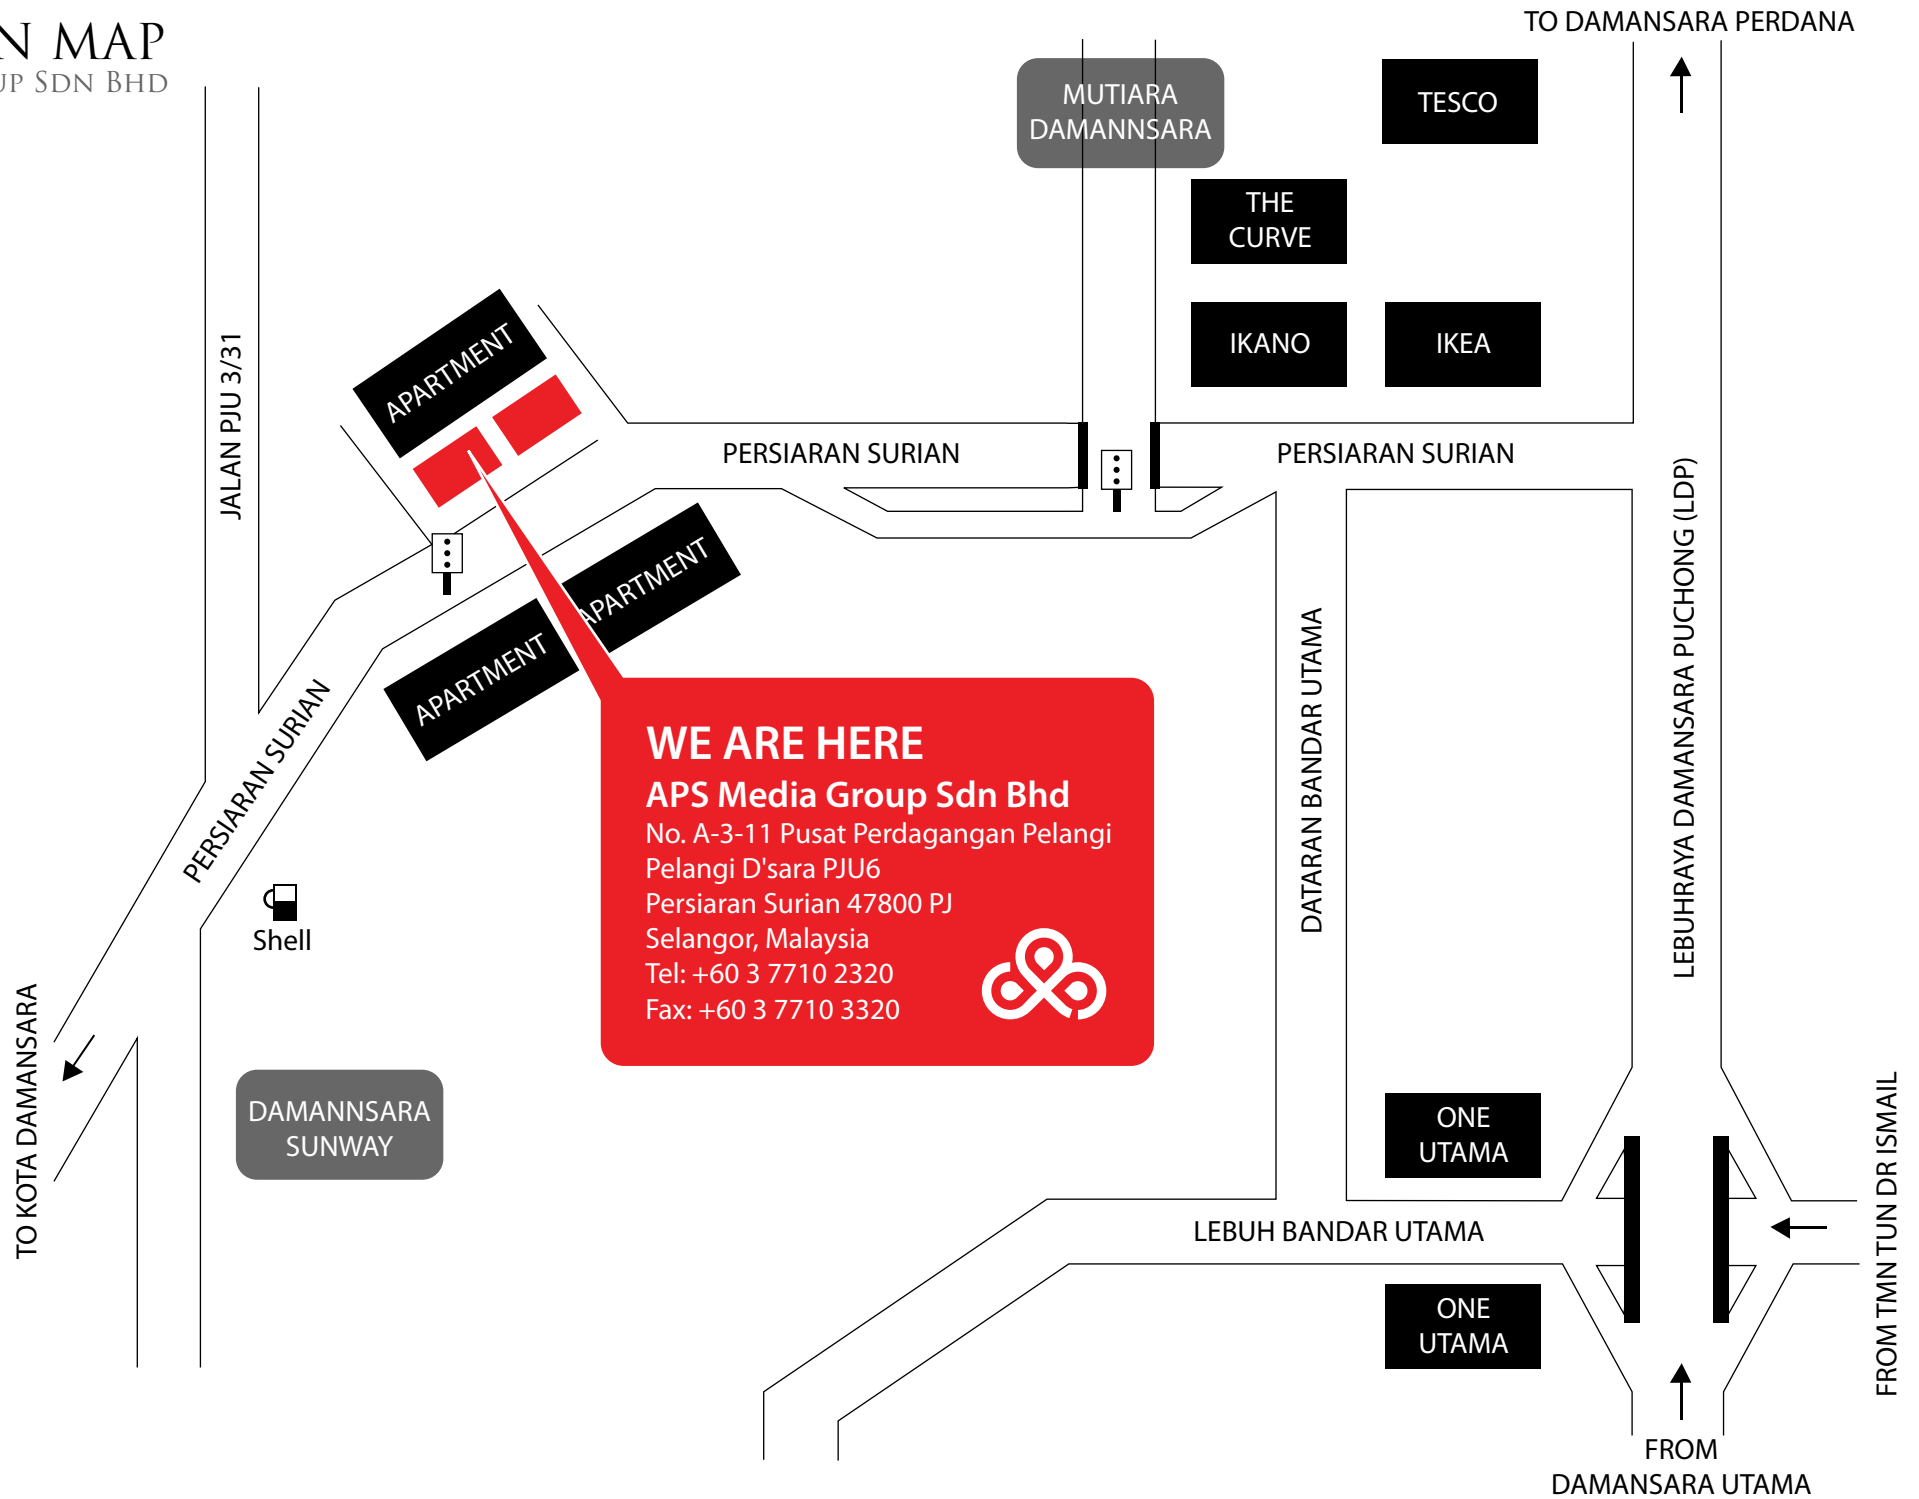 N MAP
UP SDN BHD
TO DAMANSARA PERDANA
MUTIARA
DAMANNSARA
TESCO
THE
CURVE
IKANO
IKEA
APARTMENT
JALAN PJU 3/31
PERSIARAN SURIAN
PERSIARAN SURIAN
APARTMENT
APARTMENT
PERSIARAN SURIAN
LEBUHRAYA DAMANSARA PUCHONG (LDP)
DATARAN BANDAR UTAMA
WE ARE HERE
APS Media Group Sdn Bhd
No. A-3-11 Pusat Perdagangan Pelangi
Pelangi D'sara PJU6
Persiaran Surian 47800 PJ
Selangor, Malaysia
Tel: +60 3 7710 2320
Fax: +60 3 7710 3320
Shell
TO KOTA DAMANSARA
DAMANNSARA
SUNWAY
ONE
UTAMA
LEBUH BANDAR UTAMA
FROM TMN TUN DR ISMAIL
ONE
UTAMA
FROM
DAMANSARA UTAMA